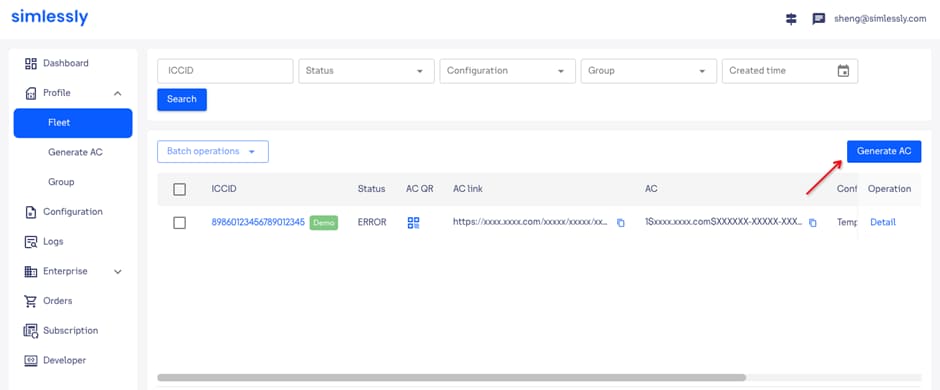 simlessly
sheng@simlessly.com
Dashboard
Profile
Fleet
Generate AC
Group
Configuration
Logs
Enterprise
Orders
Subscription
Developer
ICCID
Status
Configuration
Group
Created time
Search
Batch operations
Generate AC
ICCID Status AC QR AC link AC Conf Operation
89860123456789012345 Demo ERROR https://xxxx.xxxx.com/xxxxx/xxxxx/xx... 1$xxxx.xxxx.com$XXXXXX-XXXXX-XXX... Temp Detail